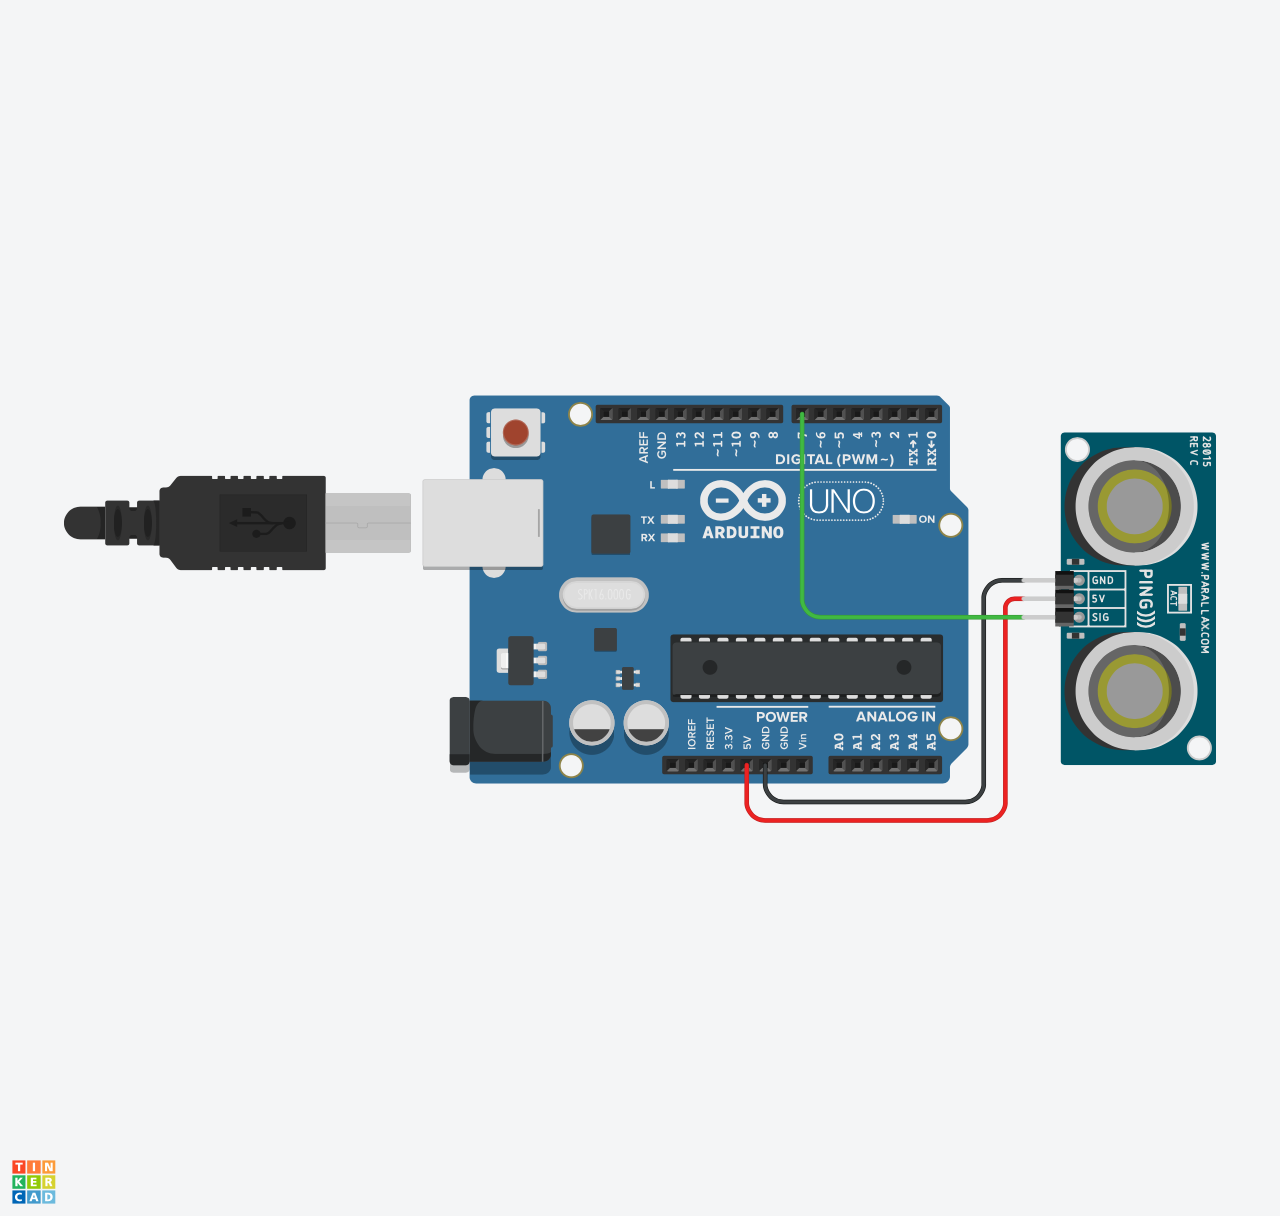 AREF
GND
13
12
~11
~10
~9
8
7
~6
~5
4
~3
2
TX→1
RX←0
DIGITAL (PWM~)
L
TX
RX
ARDUINO
UNO
ON
SPK16.000G
POWER
ANALOG IN
IOREF
RESET
3.3V
5V
GND
GND
Vin
A0
A1
A2
A3
A4
A5
28015
REV C
GND
5V
SIG
PING)))
ACT
WWW.PARALLAX.COM
TIN
KER
CAD